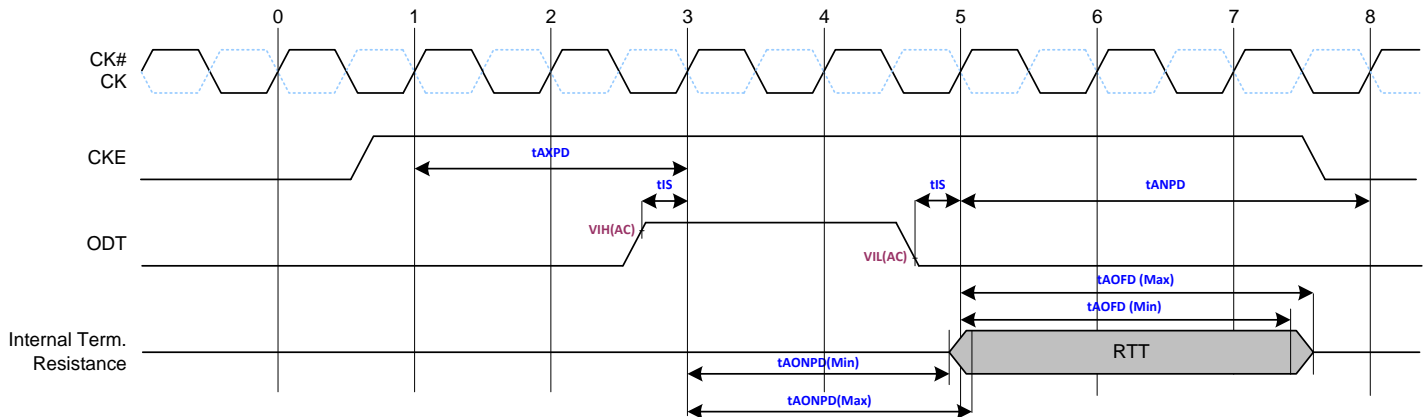 0 1 2 3 4 5 6 7 8
CK#
CK
CKE
tAXPD
tIS
tIS
tANPD
VIH(AC)
ODT
VIL(AC)
tAOFD (Max)
tAOFD (Min)
Internal Term.
Resistance
RTT
tAONPD(Min)
tAONPD(Max)